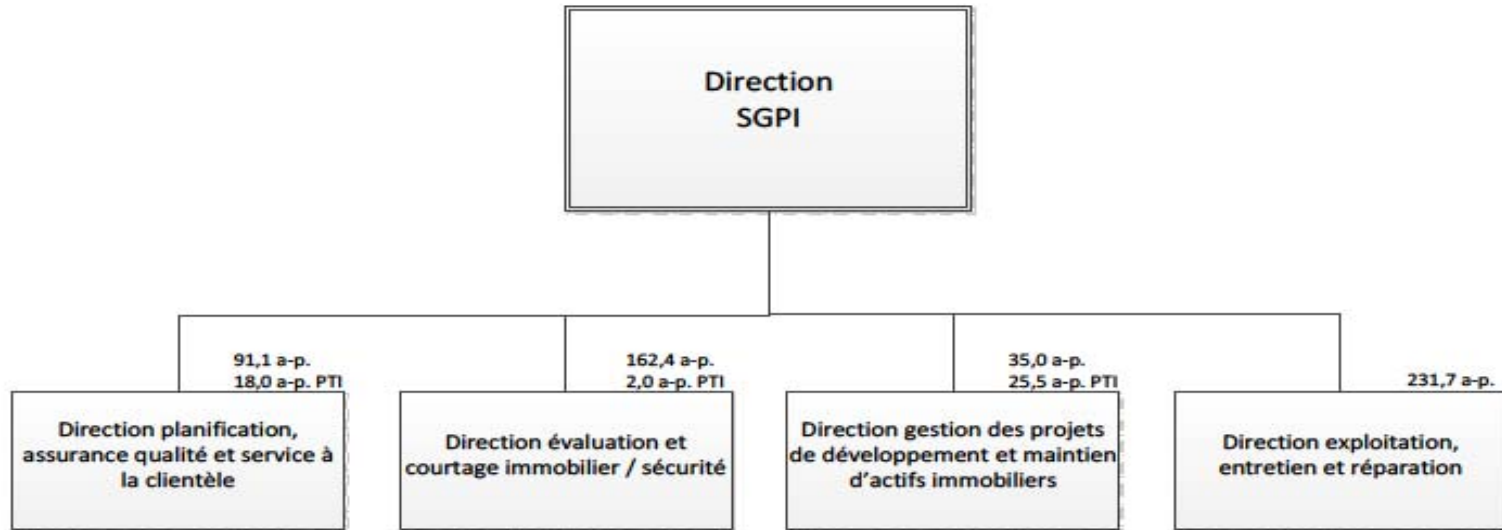 Direction
SGPI
91,1 a-p.
18,0 a-p. PTI
162,4 a-p.
2,0 a-p. PTI
35,0 a-p.
25,5 a-p. PTI
231,7 a-p.
Direction planification,
assurance qualité et service à
la clientèle
Direction évaluation et
courtage immobilier / sécurité
Direction gestion des projets
de développement et maintien
d'actifs immobiliers
Direction exploitation,
entretien et réparation